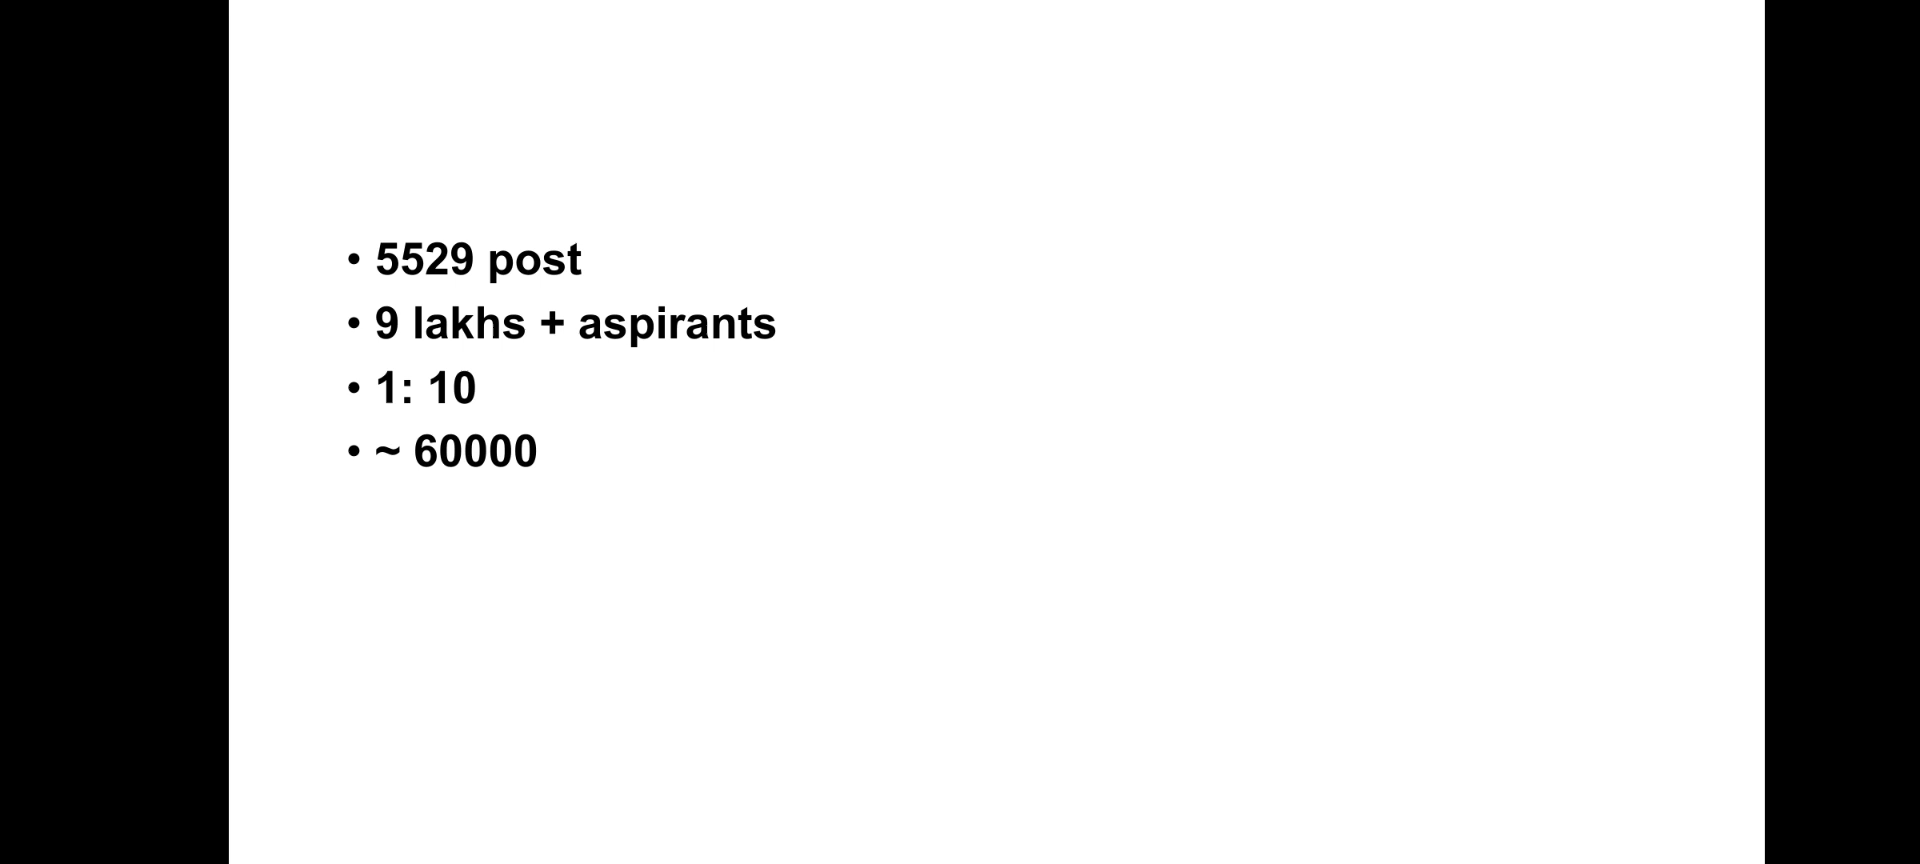 • 5529 post
• 9 lakhs + aspirants
• 1: 10
• ~ 60000